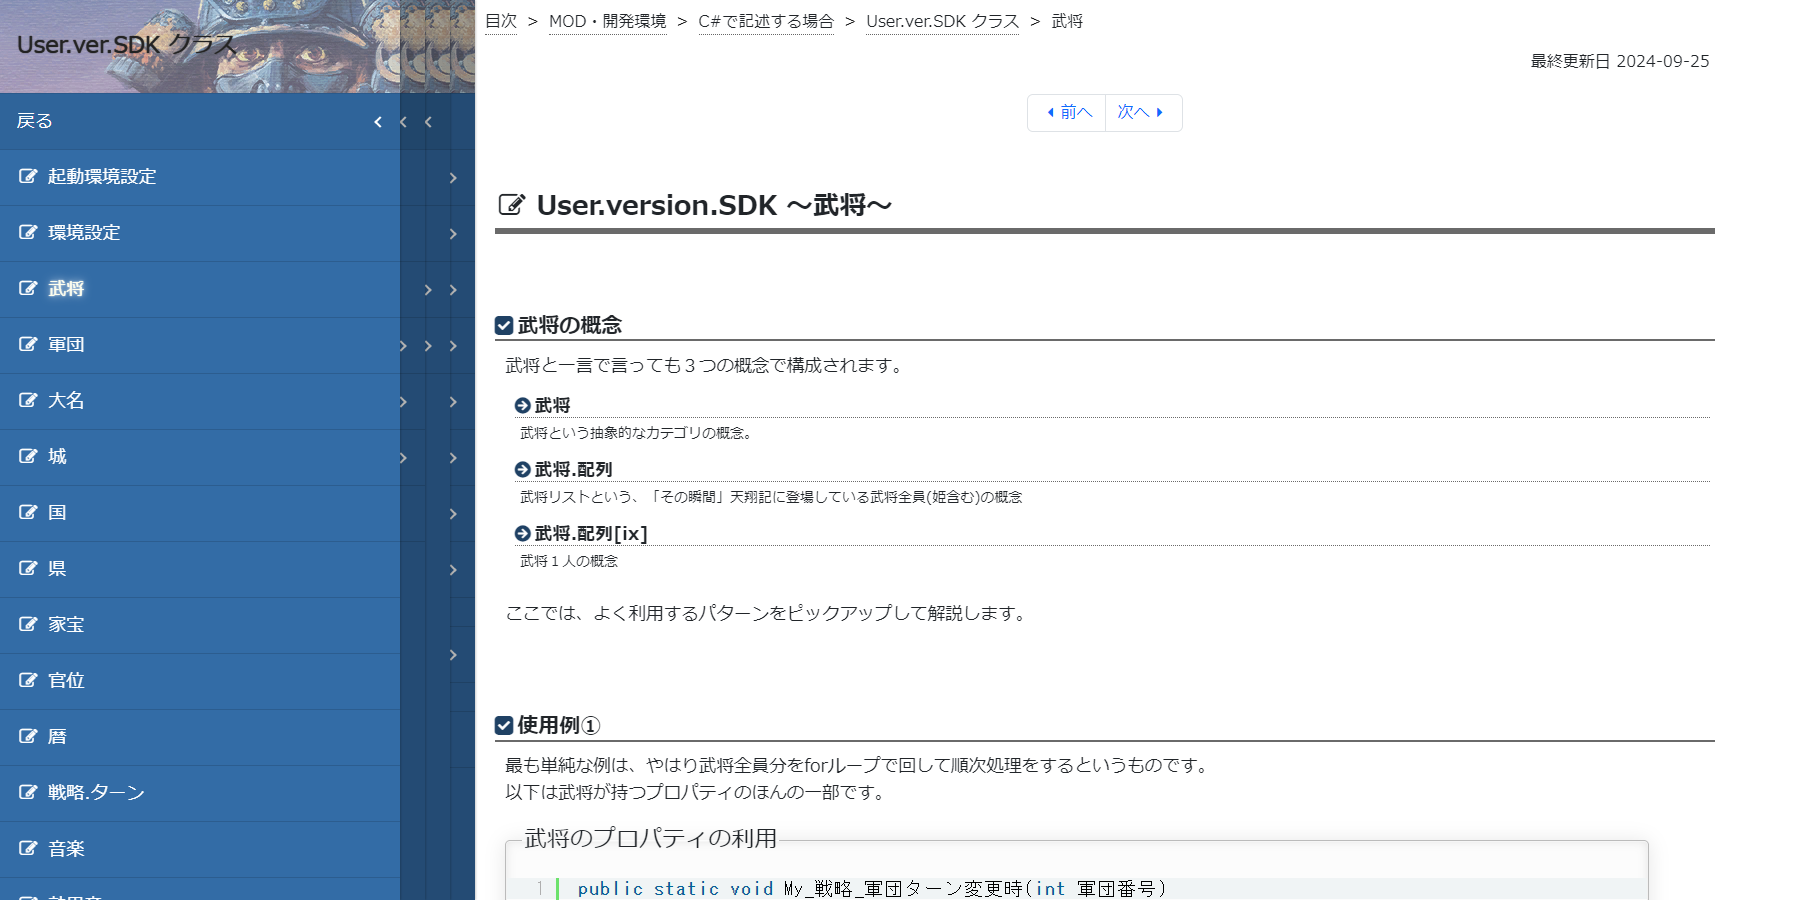 User.ver.SDK クラス
戻る
起動環境設定
環境設定
武将
軍団
大名
城
国
県
家宝
官位
暦
戦略.ターン
音楽
目次 > MOD・開発環境 > C#で記述する場合 > User.ver.SDK クラス > 武将
最終更新日 2024-09-25
前へ 次へ
User.version.SDK ～武将～
武将の概念
武将と一言で言っても３つの概念で構成されます。
武将
武将という抽象的なカテゴリの概念。
武将.配列
武将リストという、「その瞬間」天翔記に登場している武将全員(姫含む)の概念
武将.配列[ix]
武将１人の概念
ここでは、よく利用するパターンをピックアップして解説します。
使用例①
最も単純な例は、やはり武将全員分をforループで回して順次処理をするというものです。
以下は武将が持つプロパティのほんの一部です。
武将のプロパティの利用
1 public static void My_戦略_軍団ターン変更時(int 軍団番号)